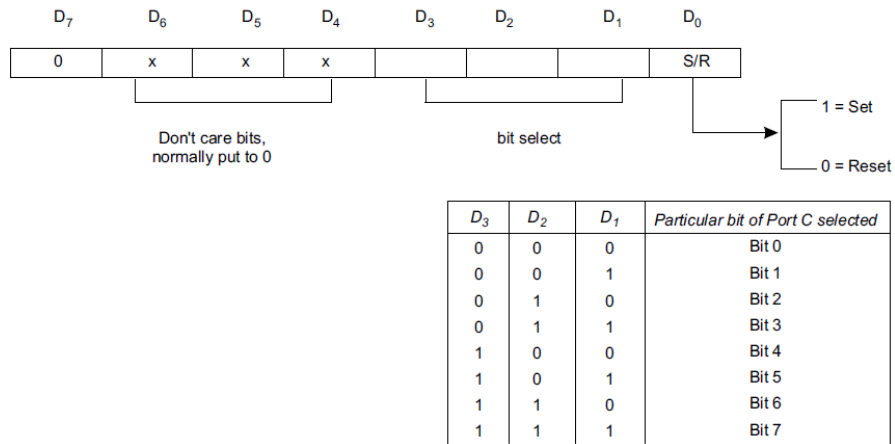 D7 D6 D5 D4 D3 D2 D1 D0
0 x x x S/R
1 = Set
Don't care bits, bit select
normally put to 0
0 = Reset
D3 D2 D1 Particular bit of Port C selected
0 0 0 Bit 0
0 0 1 Bit 1
0 1 0 Bit 2
0 1 1 Bit 3
1 0 0 Bit 4
1 0 1 Bit 5
1 1 0 Bit 6
1 1 1 Bit 7